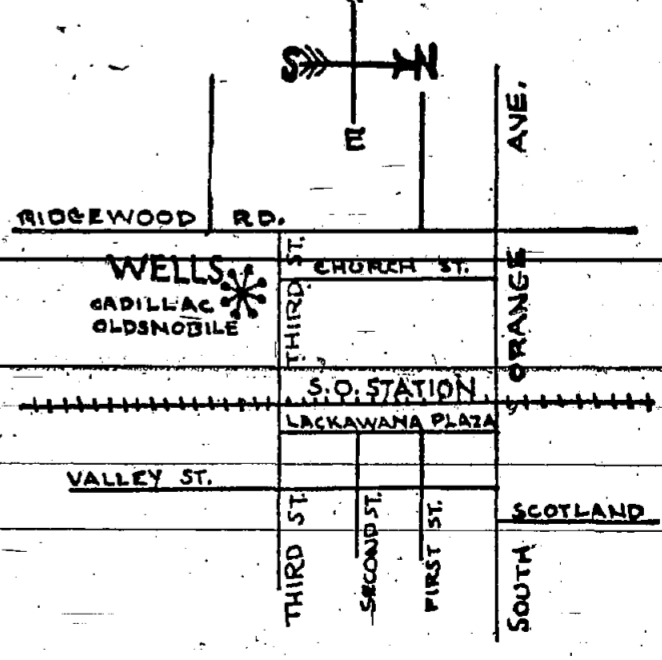 S N
E
RIDGEWOOD RD.
WELLS
CADILLAC
OLDSMOBILE
THIRD ST.
CHURCH ST.
S.O. STATION
LACKAWANA PLAZA
VALLEY ST.
THIRD ST.
SECOND ST.
FIRST ST.
SCOTLAND
SOUTH ORANGE AVE.